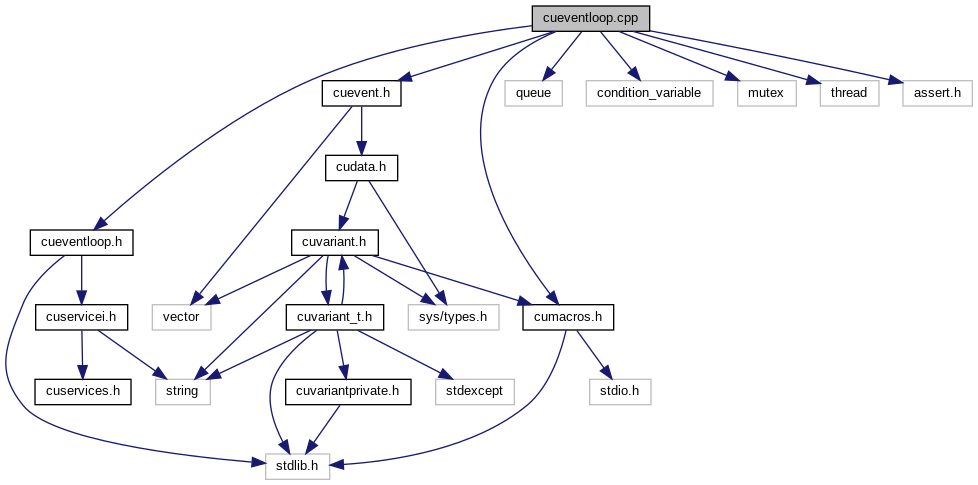 cueventloop.cpp
cuevent.h
queue
condition_variable
mutex
thread
assert.h
cudata.h
cueventloop.h
cuvariant.h
cuservicei.h
vector
cuvariant_t.h
sys/types.h
cumacros.h
cuservices.h
string
cuvariantprivate.h
stdexcept
stdio.h
stdlib.h